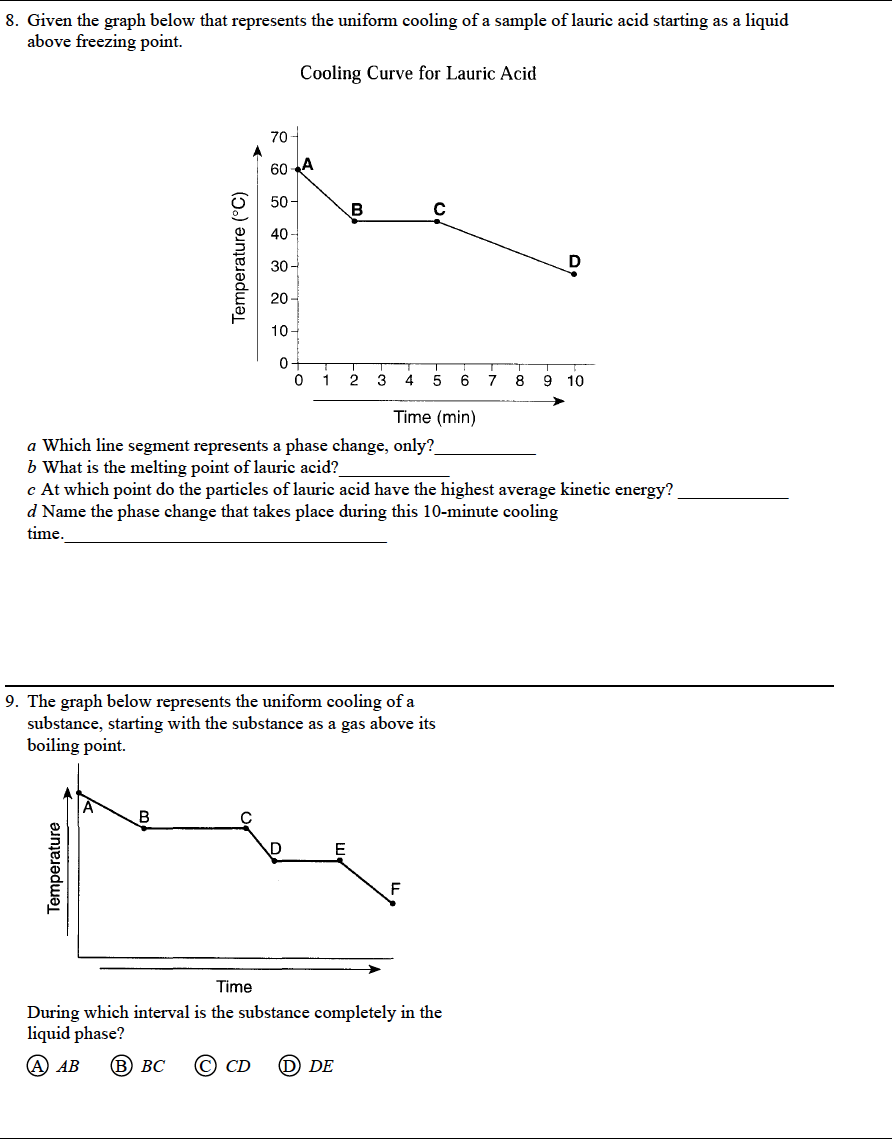 8. Given the graph below that represents the uniform cooling of a sample of lauric acid starting as a liquid
above freezing point.
Cooling Curve for Lauric Acid
70
60
50
40
30
20
10
0
A
B
C
D
Temperature (°C)
0 1 2 3 4 5 6 7 8 9 10
Time (min)
a Which line segment represents a phase change, only?____________
b What is the melting point of lauric acid?_____________
c At which point do the particles of lauric acid have the highest average kinetic energy? _____________
d Name the phase change that takes place during this 10-minute cooling
time.______________________________________
9. The graph below represents the uniform cooling of a
substance, starting with the substance as a gas above its
boiling point.
A
B
C
D
E
F
Temperature
Time
During which interval is the substance completely in the
liquid phase?
Ⓐ AB Ⓑ BC Ⓒ CD Ⓓ DE